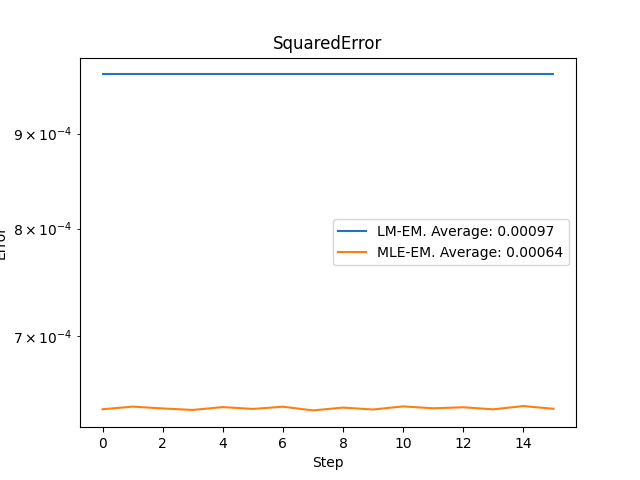 SquaredError
9 × 10⁻⁴
8 × 10⁻⁴
7 × 10⁻⁴
Error
LM-EM. Average: 0.00097
MLE-EM. Average: 0.00064
0 2 4 6 8 10 12 14
Step